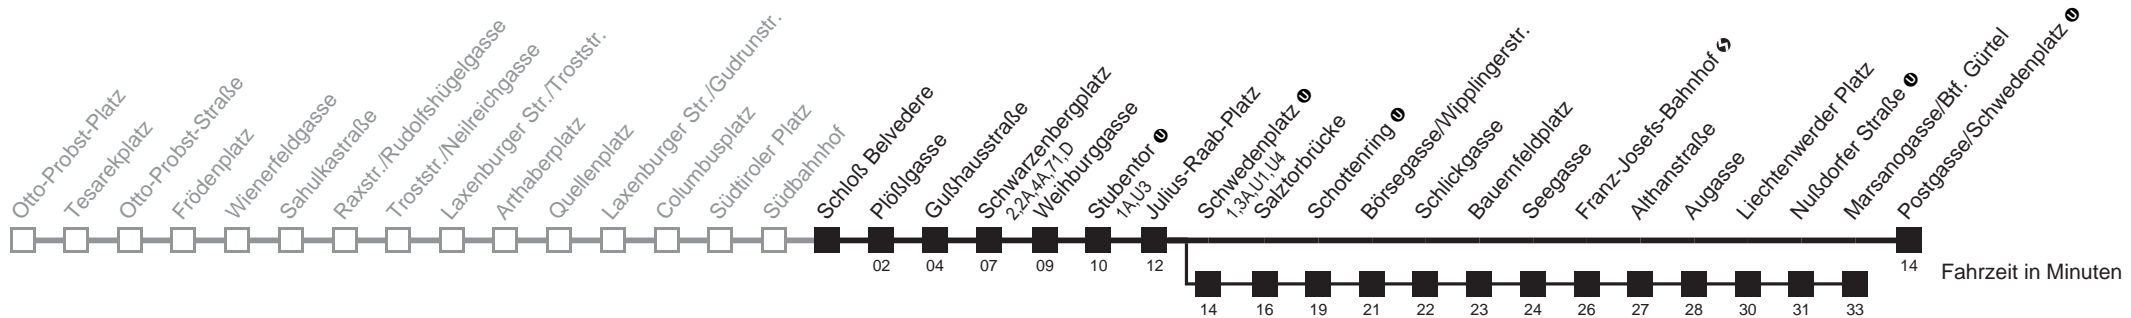 Otto-Probst-Platz
Tesarekplatz
Otto-Probst-Straße
Frödenplatz
Wienerfeldgasse
Sahulkastraße
Raxstr./Rudolfshügelgasse
Troststr./Neilreichgasse
Laxenburger Str./Troststr.
Arthaberplatz
Quellenplatz
Laxenburger Str./Gudrunstr.
Columbusplatz
Südtiroler Platz
Südbahnhof
Schloß Belvedere
Plößlgasse
Gußhausstraße
Schwarzenbergplatz
2,2A,4A,71,D
Weihburggasse
Stubentor U
1A,U3
Julius-Raab-Platz
Schwedenplatz U
1,3A,U1,U4
Salztorbrücke
Schottenring U
Börsegasse/Wipplingerstr.
Schlickgasse
Bauernfeldplatz
Seegasse
Franz-Josefs-Bahnhof S
Althanstraße
Augasse
Liechtenwerder Platz
Nußdorfer Straße U
Marsanogasse/Btf. Gürtel
Postgasse/Schwedenplatz U
02 04 07 09 10 12 14
Fahrzeit in Minuten
14 16 19 21 22 23 24 26 27 28 30 31 33